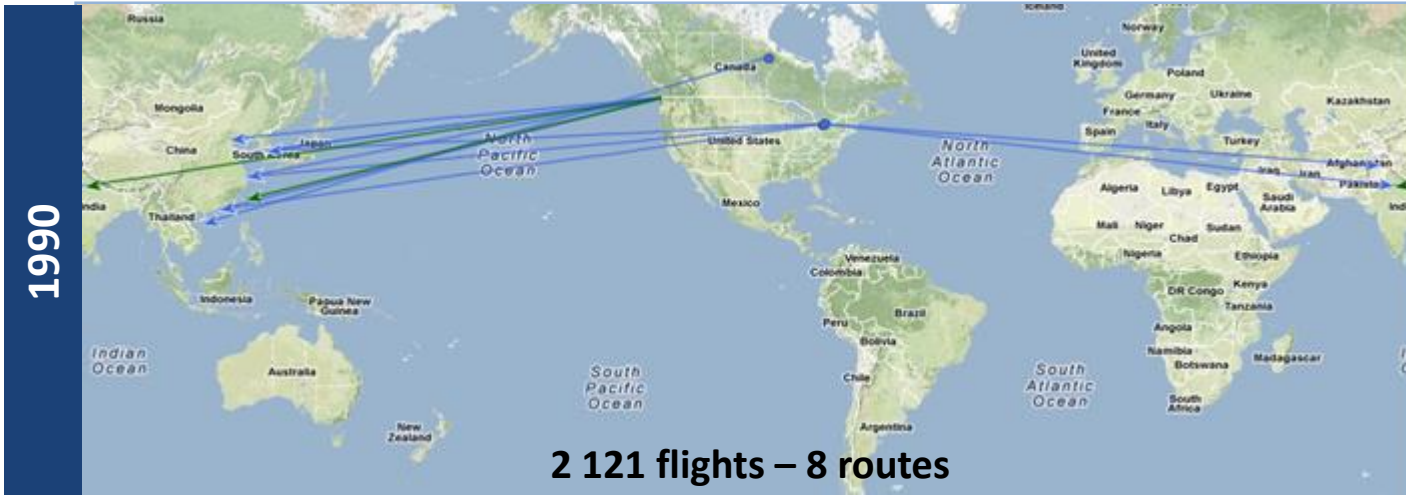 1990
Russia
Iceland
Norway
Canada
United
Kingdom
Poland
Germany
Ukraine
Mongolia
Kazakhstan
France
Italy
Spain
Turkey
North
Pacific
Ocean
United States
North
Atlantic
Ocean
China
Japan
South Korea
Afghanistan
Iraq
Iran
Pakistan
Algeria
Libya
Egypt
Saudi
Arabia
India
Thailand
Mexico
Mali
Niger
Chad
Sudan
Nigeria
Ethiopia
Venezuela
Colombia
Indonesia
Papua New
Guinea
DR Congo
Kenya
Tanzania
Peru
Brazil
Bolivia
Angola
Namibia
Botswana
Madagascar
Indian
Ocean
Australia
South
Pacific
Ocean
Chile
South
Atlantic
Ocean
South
Africa
New
Zealand
Argentina
2 121 flights – 8 routes